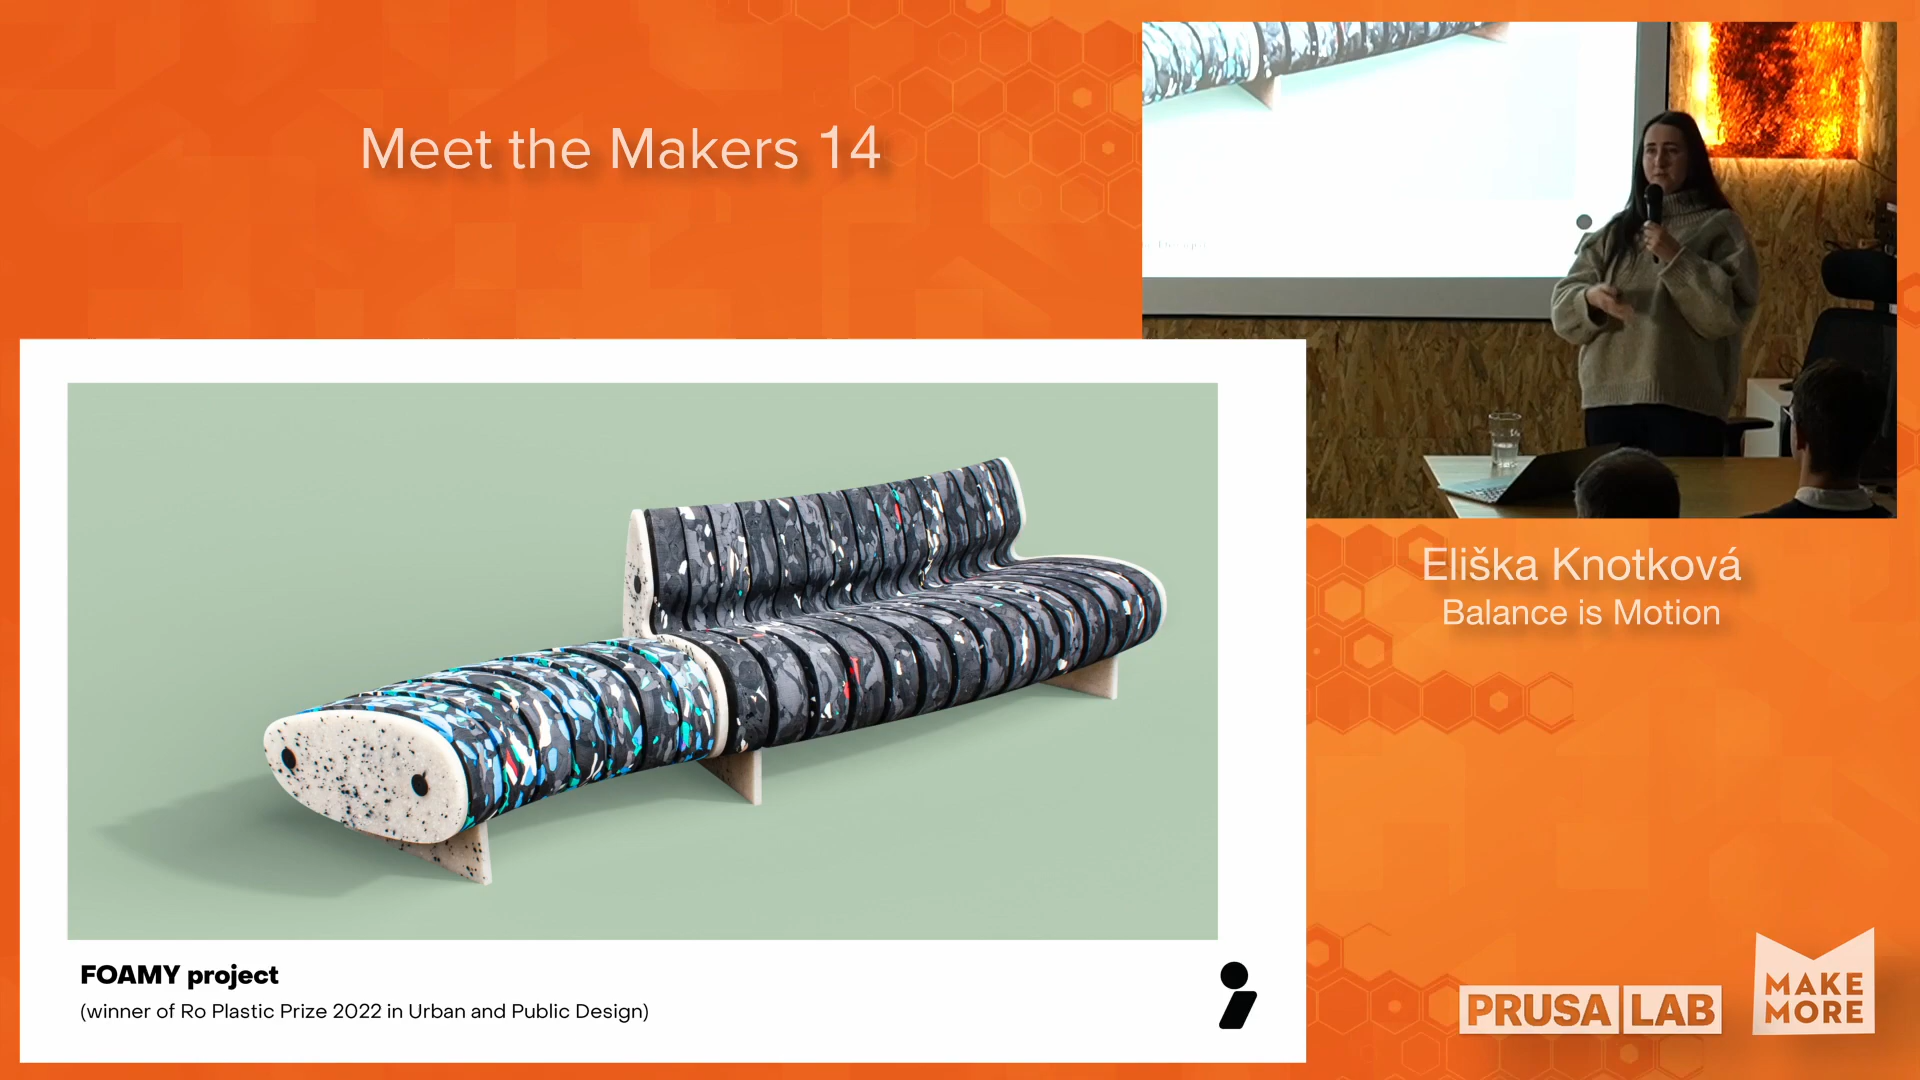 Meet the Makers 14
Eliška Knotková
Balance is Motion
FOAMY project
(winner of Ro Plastic Prize 2022 in Urban and Public Design)
PRUSA LAB
MAKE
MORE